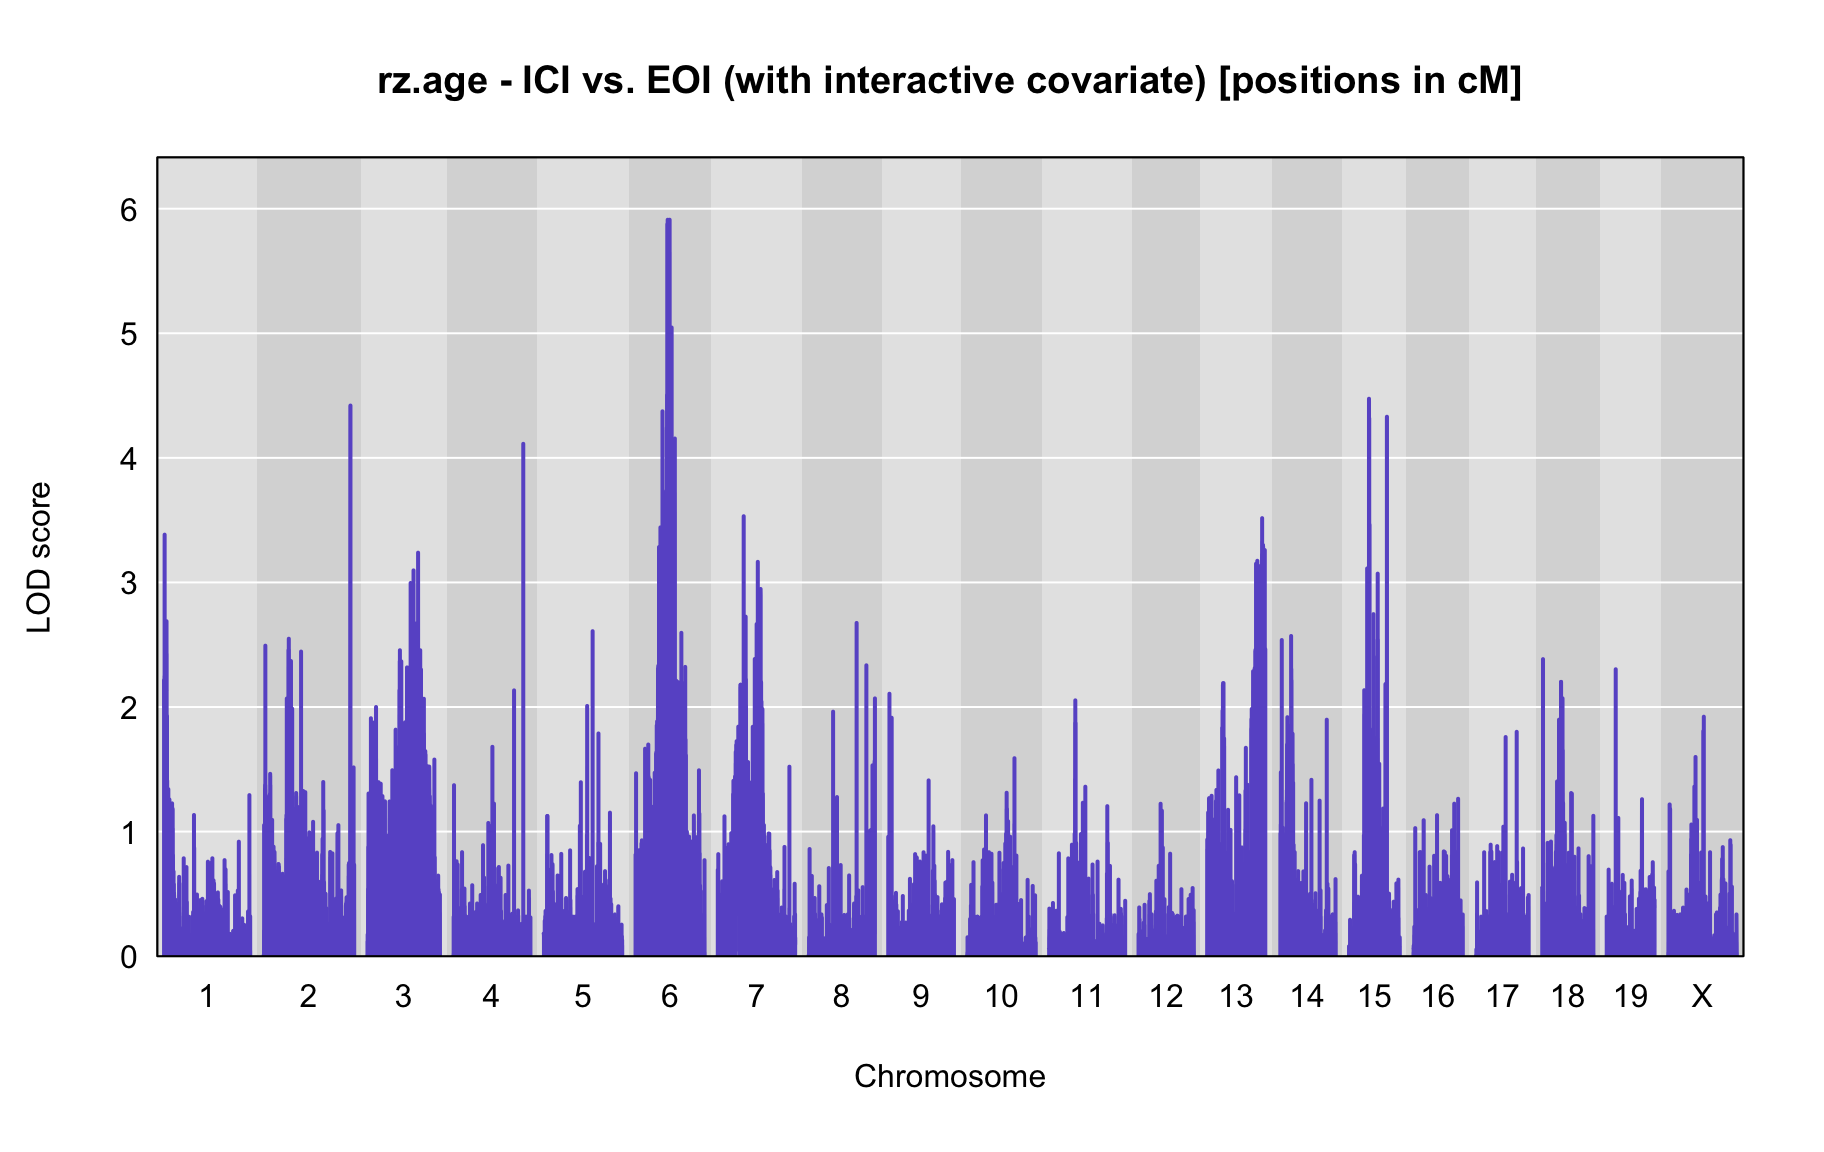 rz.age - ICI vs. EOI (with interactive covariate) [positions in cM]
6
5
4
3
2
1
0
LOD score
1 2 3 4 5 6 7 8 9 10 11 12 13 14 15 16 17 18 19 X
Chromosome